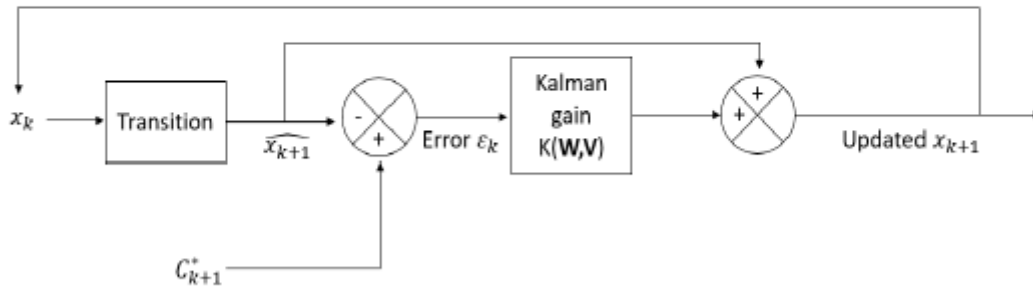 x_k
Transition
\widehat{x_{k+1}}
-
+
Error ε_k
Kalman
gain
K(W,V)
+
+
Updated x_{k+1}
C^*_{k+1}